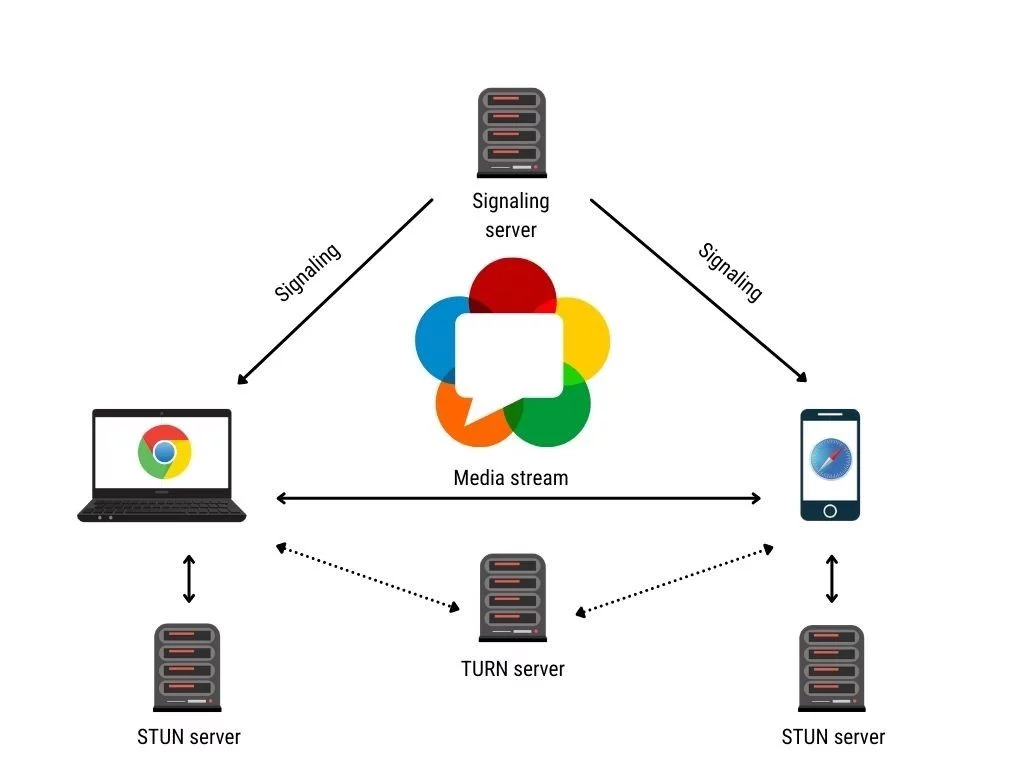 Signaling
server
Signaling
Signaling
Media stream
TURN server
STUN server
STUN server